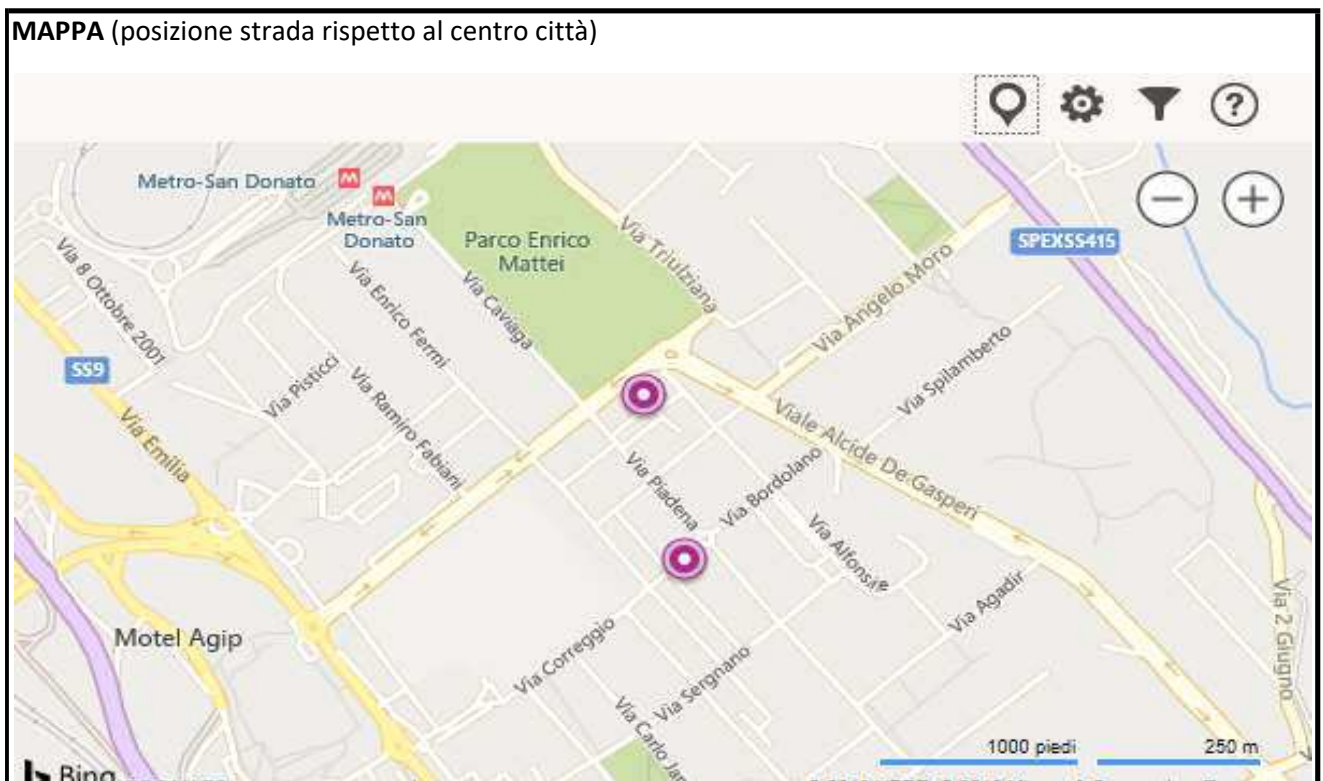 MAPPA (posizione strada rispetto al centro città)
?
Metro-San Donato
M
M
Metro-San
Donato
Parco Enrico
Mattei
Via Triulziana
SPEXSS415
Via 8 Ottobre 2001
Via Enrico Fermi
Via Caviaga
Via Angelo Moro
SS9
Via Pisticci
Via Ramiro Fabiani
Via Spilamberto
Via Emilia
Viale Alcide De Gasperi
Via Piadena
Via Bordolano
Via Alfonsine
Via Agadir
Via 2 Giugno
Motel Agip
Via Correggio
Via Sergnano
Via Carlo
1000 piedi
250 m
Bing